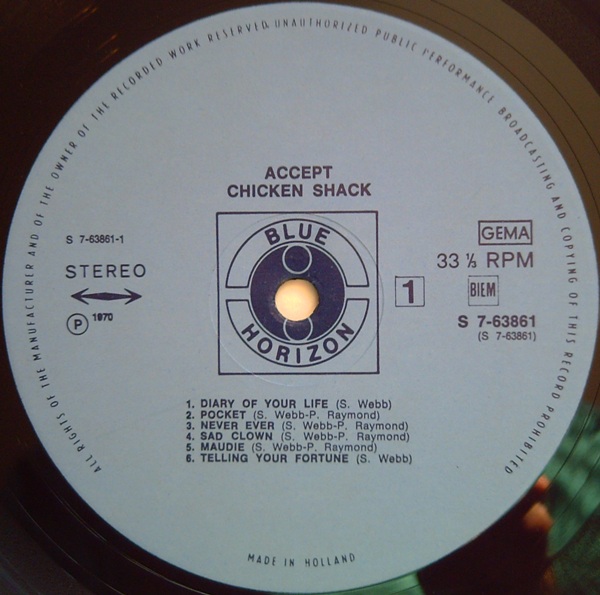 ALL RIGHTS OF THE MANUFACTURER AND OF THE OWNER OF THE RECORDED WORK RESERVED UNAUTHORIZED PUBLIC PERFORMANCE BROADCASTING AND COPYING OF THIS RECORD PROHIBITED
ACCEPT
CHICKEN SHACK
S 7-63861-1
STEREO
P 1970
BLUE
HORIZON
1
GEMA
33 ⅓ RPM
BIEM
S 7-63861
(S 7-63861)
1. DIARY OF YOUR LIFE (S. Webb)
2. POCKET (S. Webb-P. Raymond)
3. NEVER EVER (S. Webb-P. Raymond)
4. SAD CLOWN (S. Webb-P. Raymond)
5. MAUDIE (S. Webb-P. Raymond)
6. TELLING YOUR FORTUNE (S. Webb)
MADE IN HOLLAND